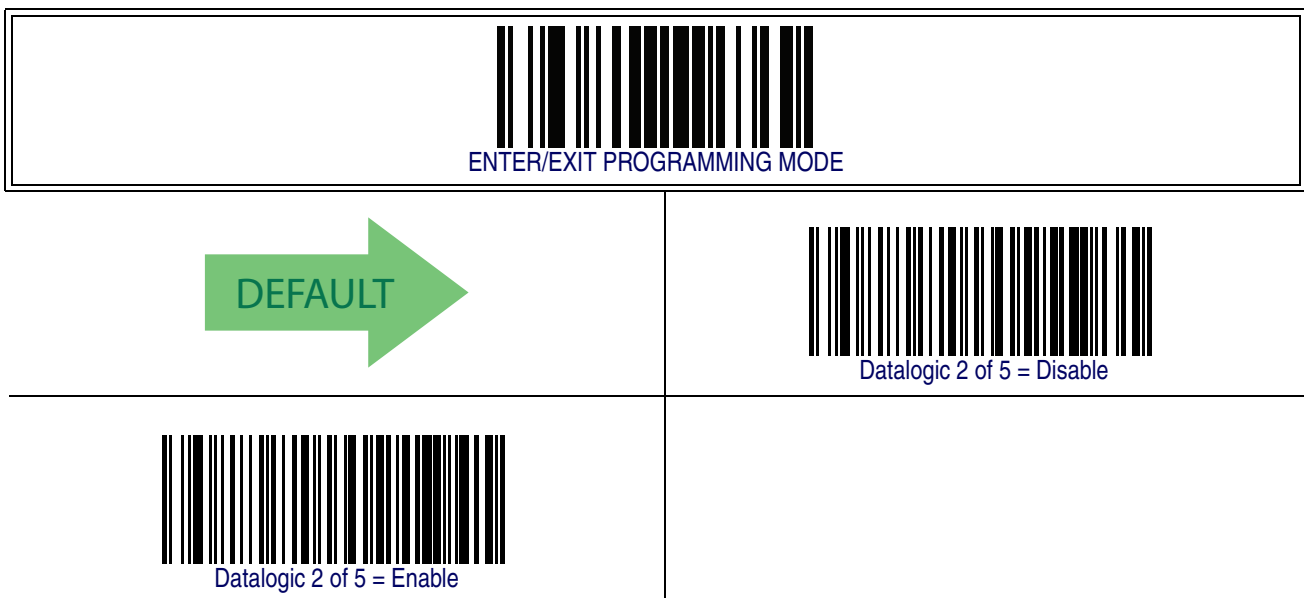 ENTER/EXIT PROGRAMMING MODE
DEFAULT
Datalogic 2 of 5 = Disable
Datalogic 2 of 5 = Enable